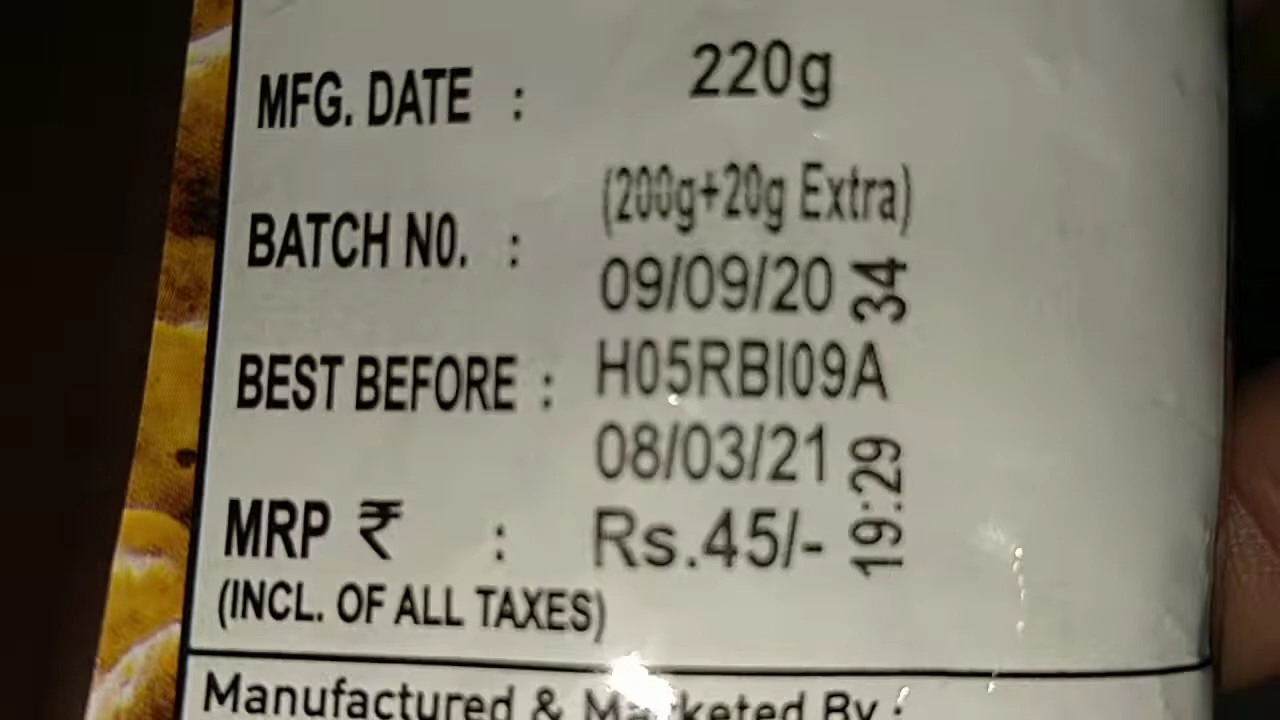 220g
MFG. DATE :
(200g+20g Extra)
BATCH NO. :
09/09/20 34
BEST BEFORE : H05RBI09A
08/03/21 19:29
MRP ₹ : Rs.45/-
(INCL. OF ALL TAXES)
Manufactured & Marketed By :